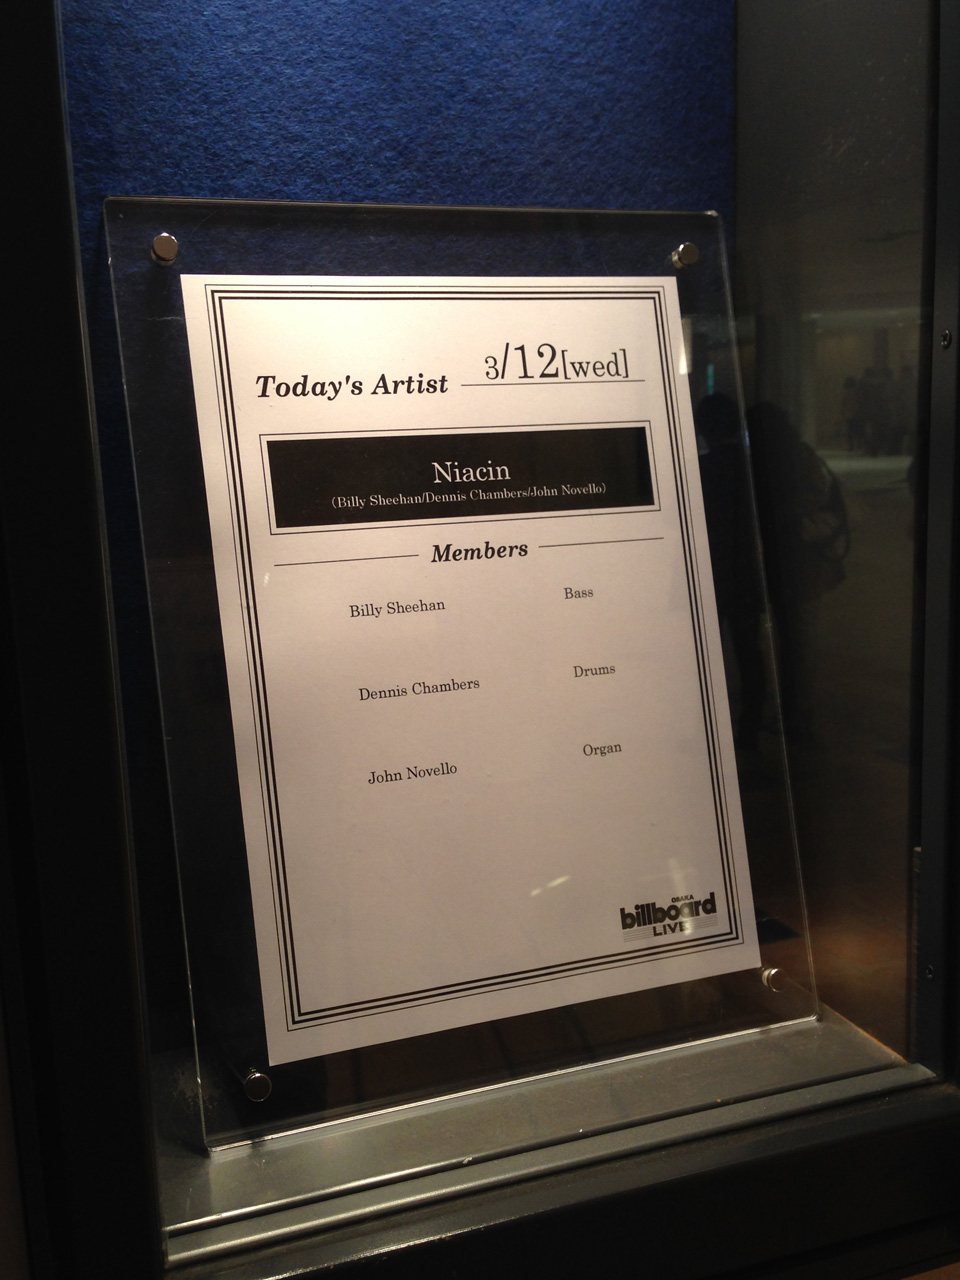 Today's Artist 3/12[wed]
Niacin
(Billy Sheehan/Dennis Chambers/John Novello)
Members
Billy Sheehan Bass
Dennis Chambers Drums
John Novello Organ
OSAKA
billboard
LIVE